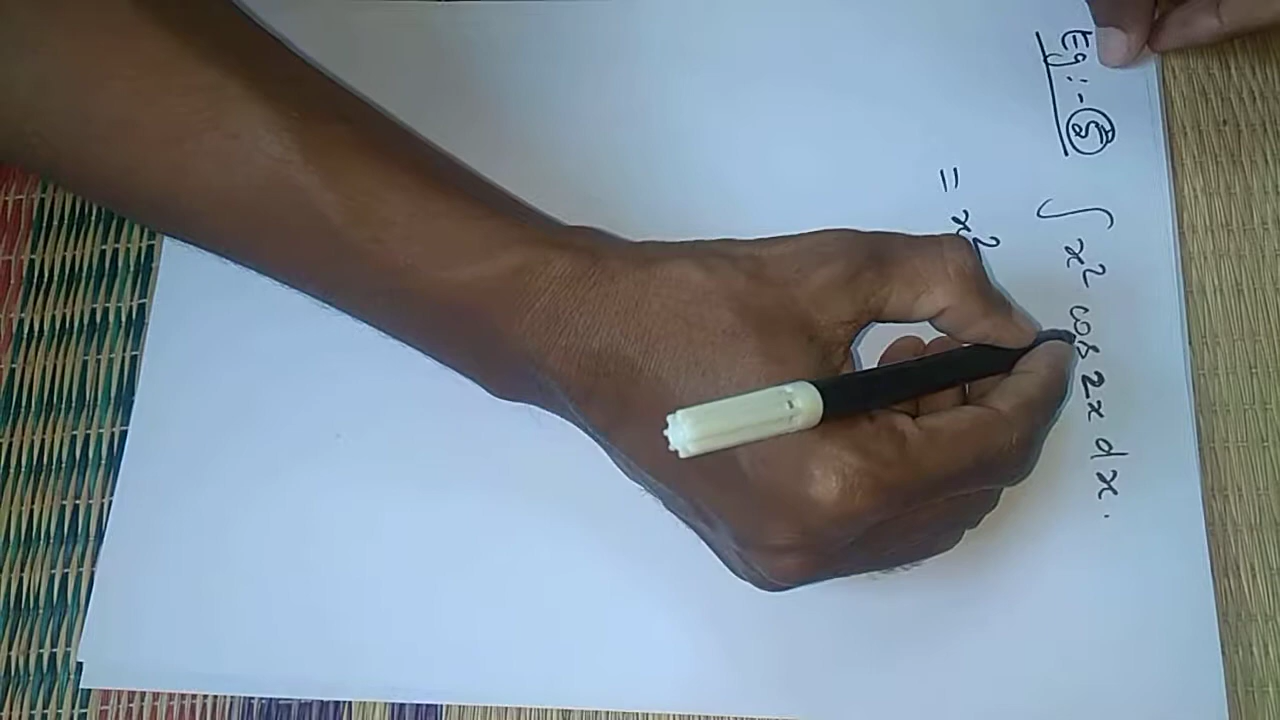 Eg:- ⑤ ∫ x² cos 2x dx.
= x²